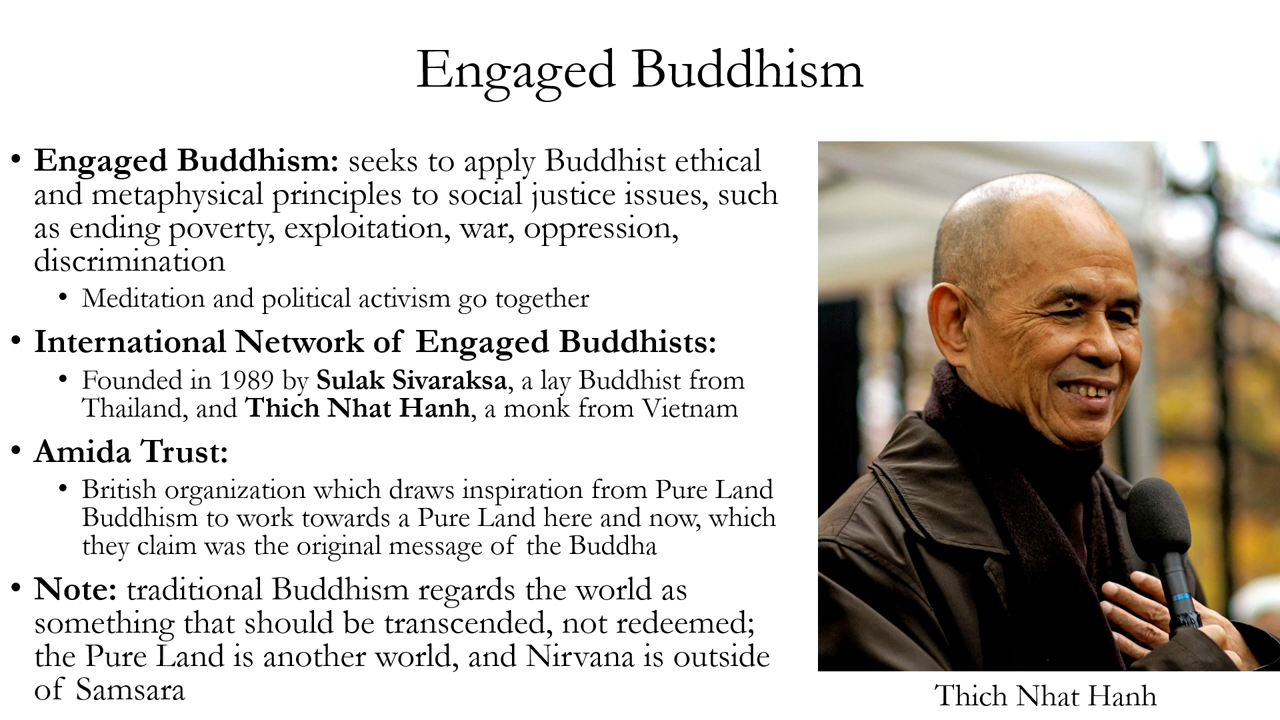 Engaged Buddhism
• Engaged Buddhism: seeks to apply Buddhist ethical
and metaphysical principles to social justice issues, such
as ending poverty, exploitation, war, oppression,
discrimination
• Meditation and political activism go together
• International Network of Engaged Buddhists:
• Founded in 1989 by Sulak Sivaraksa, a lay Buddhist from
Thailand, and Thich Nhat Hanh, a monk from Vietnam
• Amida Trust:
• British organization which draws inspiration from Pure Land
Buddhism to work towards a Pure Land here and now, which
they claim was the original message of the Buddha
• Note: traditional Buddhism regards the world as
something that should be transcended, not redeemed;
the Pure Land is another world, and Nirvana is outside
of Samsara
Thich Nhat Hanh